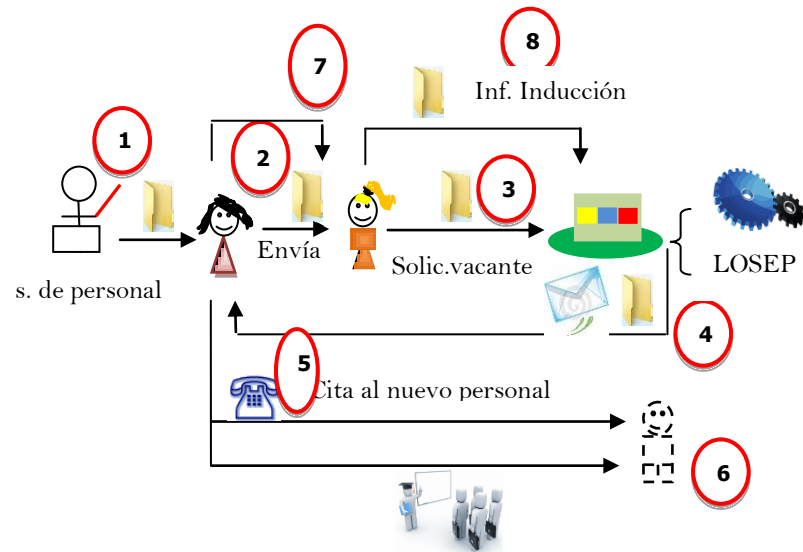 8
7
Inf. Inducción
1
2
3
Envía
Solic.vacante
LOSEP
s. de personal
4
5
Cita al nuevo personal
6